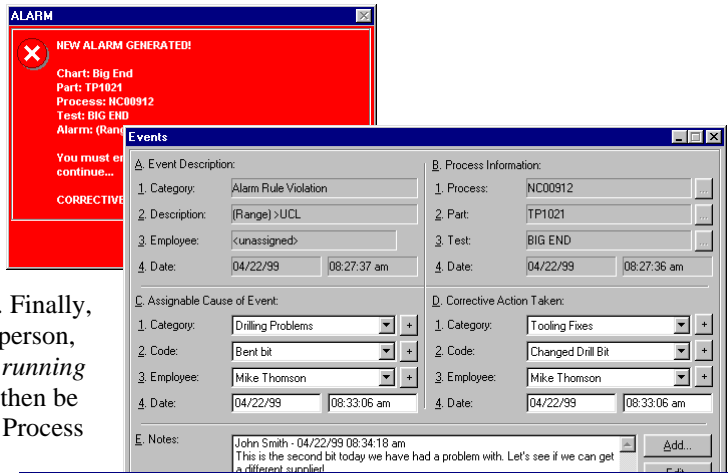 ALARM
NEW ALARM GENERATED!
Chart: Big End
Part: TP1021
Process: NC00912
Test: BIG END
Alarm: (Rang
You must en
continue...
CORRECTIVE
Events
A. Event Description:
1. Category: Alarm Rule Violation
2. Description: (Range) >UCL
3. Employee: <unassigned>
4. Date: 04/22/99 08:27:37 am
B. Process Information:
1. Process: NC00912 ...
2. Part: TP1021 ...
3. Test: BIG END ...
4. Date: 04/22/99 08:27:36 am
C. Assignable Cause of Event:
1. Category: Drilling Problems +
2. Code: Bent bit +
3. Employee: Mike Thomson +
4. Date: 04/22/99 08:33:06 am
D. Corrective Action Taken:
1. Category: Tooling Fixes +
2. Code: Changed Drill Bit +
3. Employee: Mike Thomson +
4. Date: 04/22/99 08:33:06 am
E. Notes:
John Smith - 04/22/99 08:34:18 am
This is the second bit today we have had a problem with. Let's see if we can get
a different supplier!
Add...
Edit
. Finally,
person,
running
then be
Process